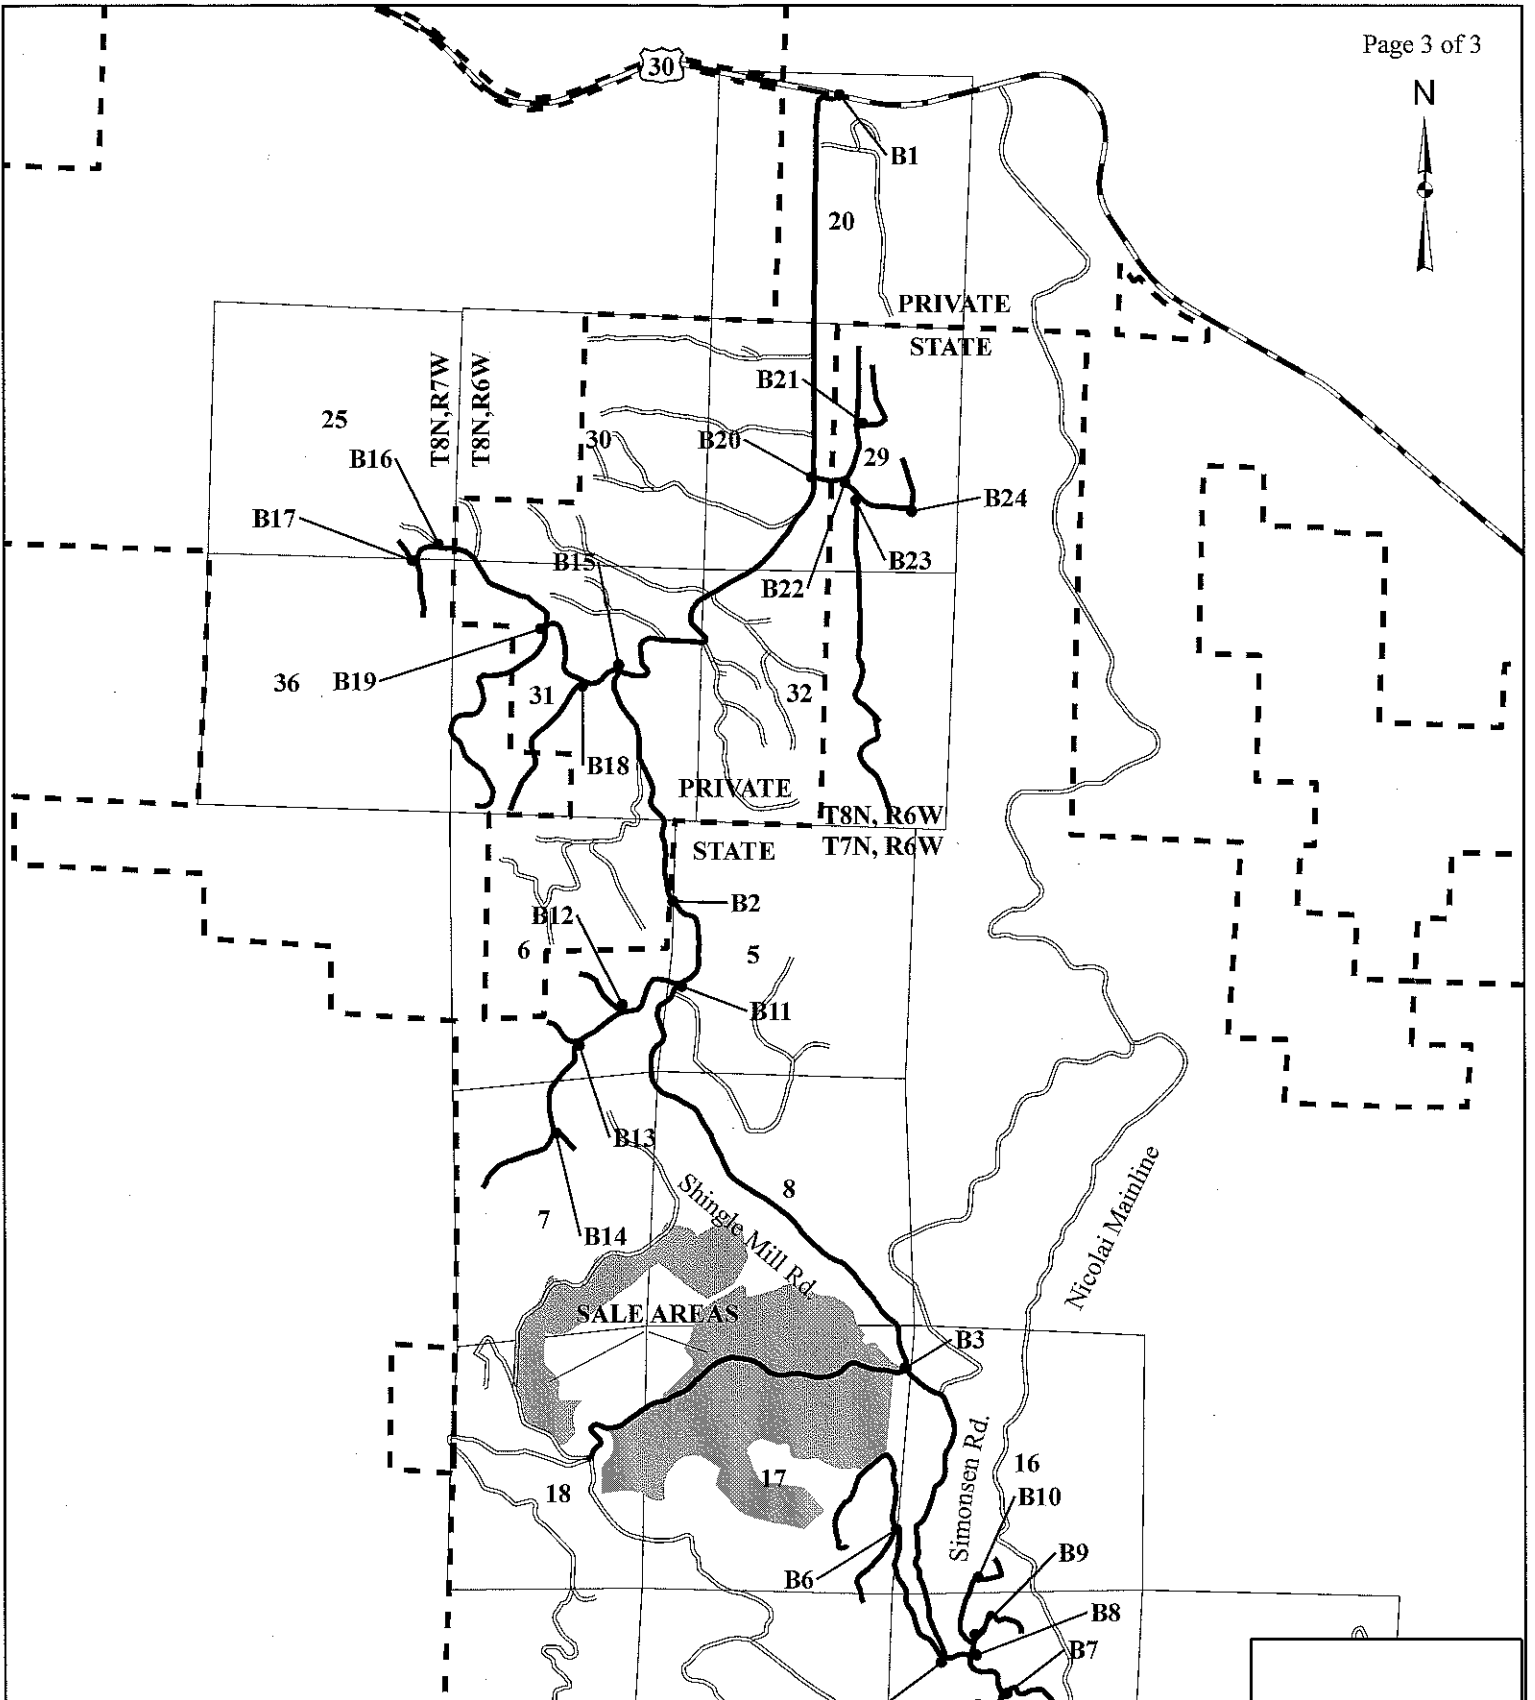 Page 3 of 3
30
N
B1
20
PRIVATE
STATE
T8N,R7W
T8N,R6W
B21
25
B20
30
29
B16
B24
B17
B15
B23
B22
36
B19
31
32
B18
PRIVATE
T8N, R6W
STATE
T7N, R6W
B2
B12
6
5
B11
B13
Nicolai Mainline
Shingle Mill Rd.
8
7
B14
SALE AREAS
B3
Simonsen Rd.
16
17
18
B10
B9
B6
B8
B7